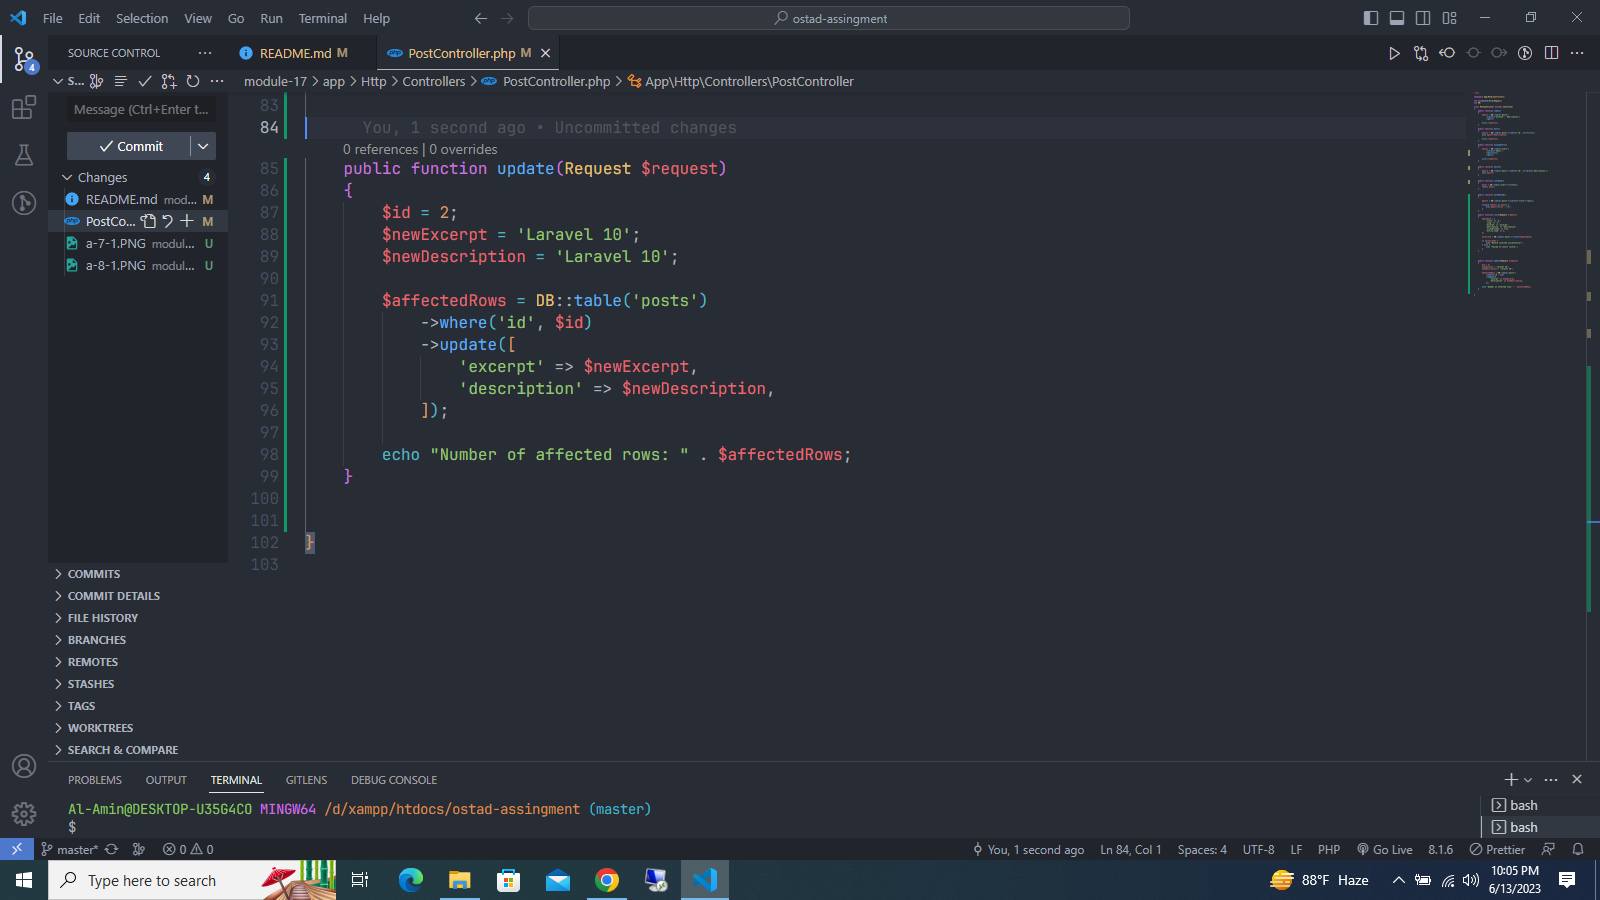 File Edit Selection View Go Run Terminal Help
ostad-assingment
SOURCE CONTROL
README.md M
PostController.php M
S...
module-17 > app > Http > Controllers > PostController.php > App\Http\Controllers\PostController
Message (Ctrl+Enter t...
Commit
Changes 4
README.md mod... M
PostCo... M
a-7-1.PNG modul... U
a-8-1.PNG modul... U
COMMITS
COMMIT DETAILS
FILE HISTORY
BRANCHES
REMOTES
STASHES
TAGS
WORKTREES
SEARCH & COMPARE
4
83
84 You, 1 second ago • Uncommitted changes
0 references | 0 overrides
85 public function update(Request $request)
86 {
87 $id = 2;
88 $newExcerpt = 'Laravel 10';
89 $newDescription = 'Laravel 10';
90
91 $affectedRows = DB::table('posts')
92 ->where('id', $id)
93 ->update([
94 'excerpt' => $newExcerpt,
95 'description' => $newDescription,
96 ]);
97
98 echo "Number of affected rows: " . $affectedRows;
99 }
100
101
102 }
103
PROBLEMS OUTPUT TERMINAL GITLENS DEBUG CONSOLE
Al-Amin@DESKTOP-U35G4CO MINGW64 /d/xampp/htdocs/ostad-assingment (master)
$
bash
bash
master* 0 0 You, 1 second ago Ln 84, Col 1 Spaces: 4 UTF-8 LF PHP Go Live 8.1.6 Prettier
Type here to search
88°F Haze
10:05 PM
6/13/2023